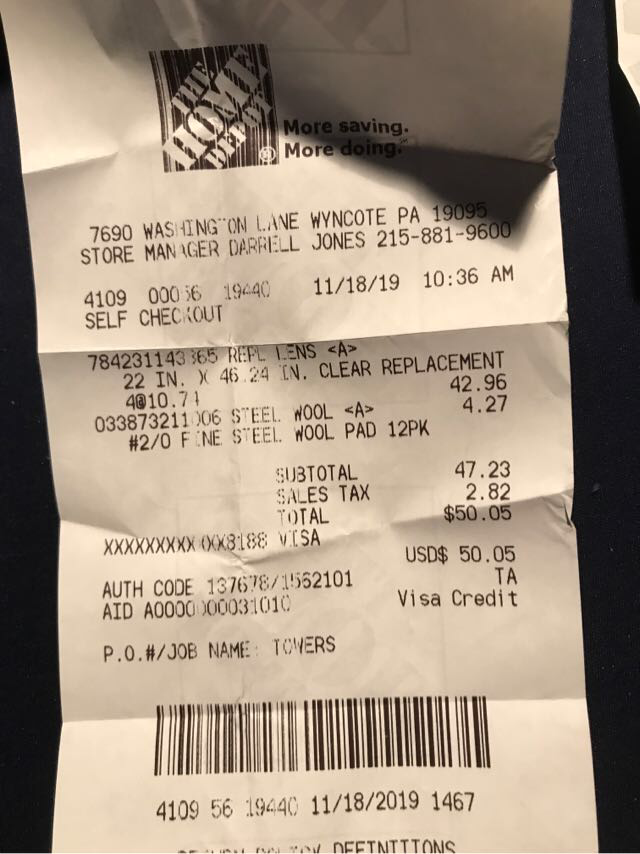 THE
HOME
DEPOT
®
More saving.
More doing.™
7690 WASHINGTON LANE WYNCOTE PA 19095
STORE MANAGER DARRELL JONES 215-881-9600
4109 00056 19440 11/18/19 10:36 AM
SELF CHECKOUT
784231143365 REPL LENS <A>
22 IN. X 46.24 IN. CLEAR REPLACEMENT
4@10.74 42.96
033873211006 STEEL WOOL <A> 4.27
#2/0 FINE STEEL WOOL PAD 12PK
SUBTOTAL 47.23
SALES TAX 2.82
TOTAL $50.05
XXXXXXXXXXXX8188 VISA
USD$ 50.05
AUTH CODE 137678/1562101 TA
AID A0000000031010 Visa Credit
P.O.#/JOB NAME: TOWERS
4109 56 19440 11/18/2019 1467
DEFINITIONS